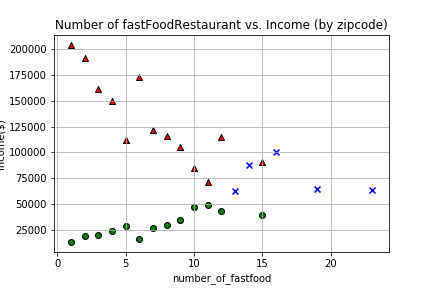 Number of fastFoodRestaurant vs. Income (by zipcode)
200000
175000
150000
125000
100000
75000
50000
25000
income($)
0 5 10 15 20
number_of_fastfood